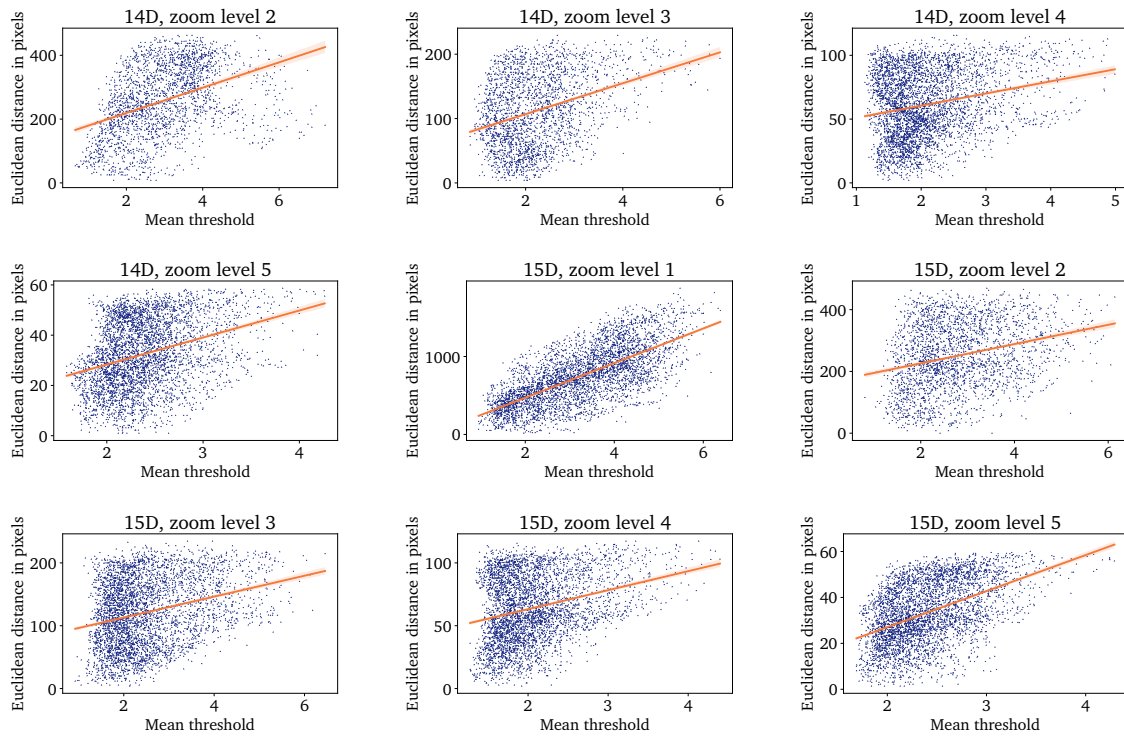 14D, zoom level 2
Euclidean distance in pixels
400
200
0
2
4
6
Mean threshold
14D, zoom level 3
Euclidean distance in pixels
200
100
0
2
4
6
Mean threshold
14D, zoom level 4
Euclidean distance in pixels
100
50
0
1
2
3
4
5
Mean threshold
14D, zoom level 5
Euclidean distance in pixels
60
40
20
0
2
3
4
Mean threshold
15D, zoom level 1
Euclidean distance in pixels
1000
0
2
4
6
Mean threshold
15D, zoom level 2
Euclidean distance in pixels
400
200
0
2
4
6
Mean threshold
15D, zoom level 3
Euclidean distance in pixels
200
100
0
2
4
6
Mean threshold
15D, zoom level 4
Euclidean distance in pixels
100
50
0
2
3
4
Mean threshold
15D, zoom level 5
Euclidean distance in pixels
60
40
20
0
2
3
4
Mean threshold